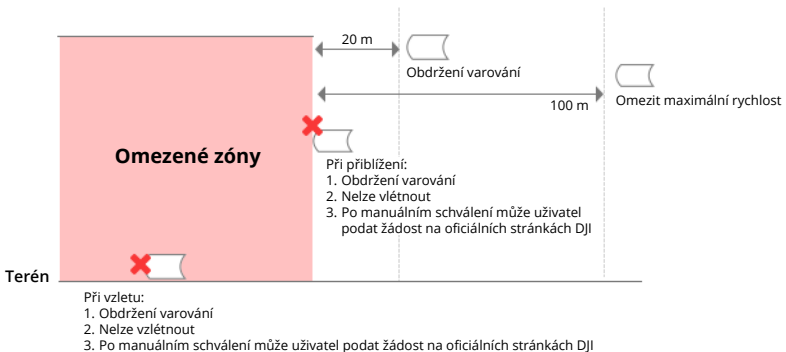 20 m
Obdržení varování
Omezit maximální rychlost
100 m
Omezené zóny
Při přiblížení:
1. Obdržení varování
2. Nelze vlétnout
3. Po manuálním schválení může uživatel
podat žádost na oficiálních stránkách DJI
Terén
Při vzletu:
1. Obdržení varování
2. Nelze vzlétnout
3. Po manuálním schválení může uživatel podat žádost na oficiálních stránkách DJI